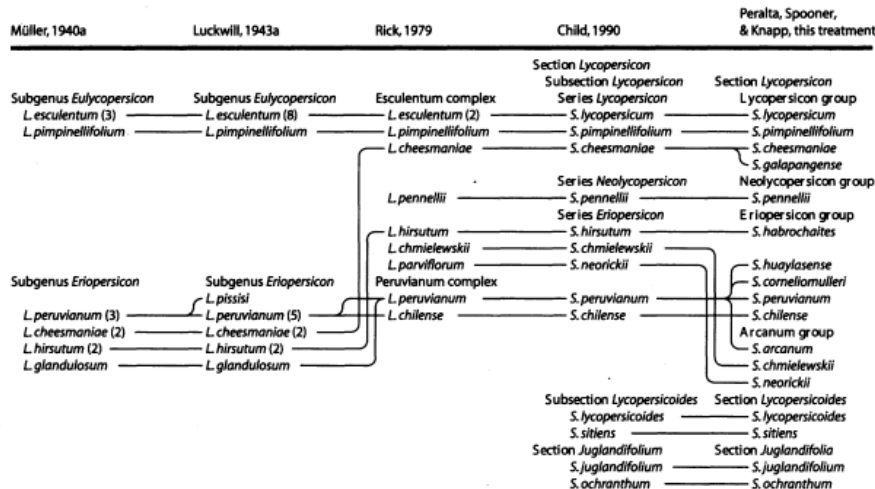 Peralta, Spooner,
Müller, 1940a Luckwill, 1943a Rick, 1979 Child, 1990 & Knapp, this treatment
Section Lycopersicon
Subsection Lycopersicon Section Lycopersicon
Subgenus Eulycopersicon Subgenus Eulycopersicon Esculentum complex Series Lycopersicon Lycopersicon group
L. esculentum (3) L. esculentum (8) L. esculentum (2) S. lycopersicum S. lycopersicum
L. pimpinellifolium L. pimpinellifolium L. pimpinellifolium S. pimpinellifolium S. pimpinellifolium
L. cheesmaniae S. cheesmaniae S. cheesmaniae
S. galapangense
Series Neolycopersicon Neolycopersicon group
L. pennellii S. pennellii S. pennellii
Series Eriopersicon Eriopersicon group
L. hirsutum S. hirsutum S. habrochaites
L. chmielewskii S. chmielewskii
L. parviflorum S. neorickii S. huaylasense
Subgenus Eriopersicon Subgenus Eriopersicon Peruvianum complex S. corneliomulleri
L. pissisi L. peruvianum S. peruvianum S. peruvianum
L. peruvianum (3) L. peruvianum (5) L. chilense S. chilense S. chilense
L. cheesmaniae (2) L. cheesmaniae (2) Arcanum group
L. hirsutum (2) L. hirsutum (2) S. arcanum
L. glandulosum L. glandulosum S. chmielewskii
S. neorickii
Subsection Lycopersicoides Section Lycopersicoides
S. lycopersicoides S. lycopersicoides
S. sitiens S. sitiens
Section Juglandifolium Section Juglandifolia
S. juglandifolium S. juglandifolium
S. ochranthum S. ochranthum